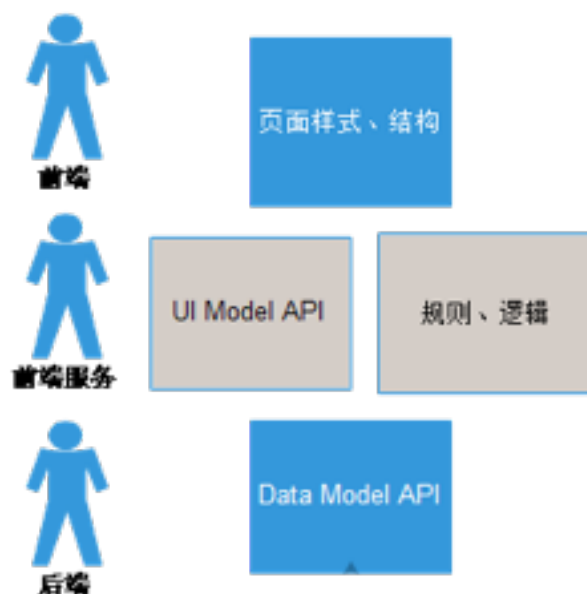 页面样式、结构
前端
UI Model API
规则、逻辑
前端服务
Data Model API
后端